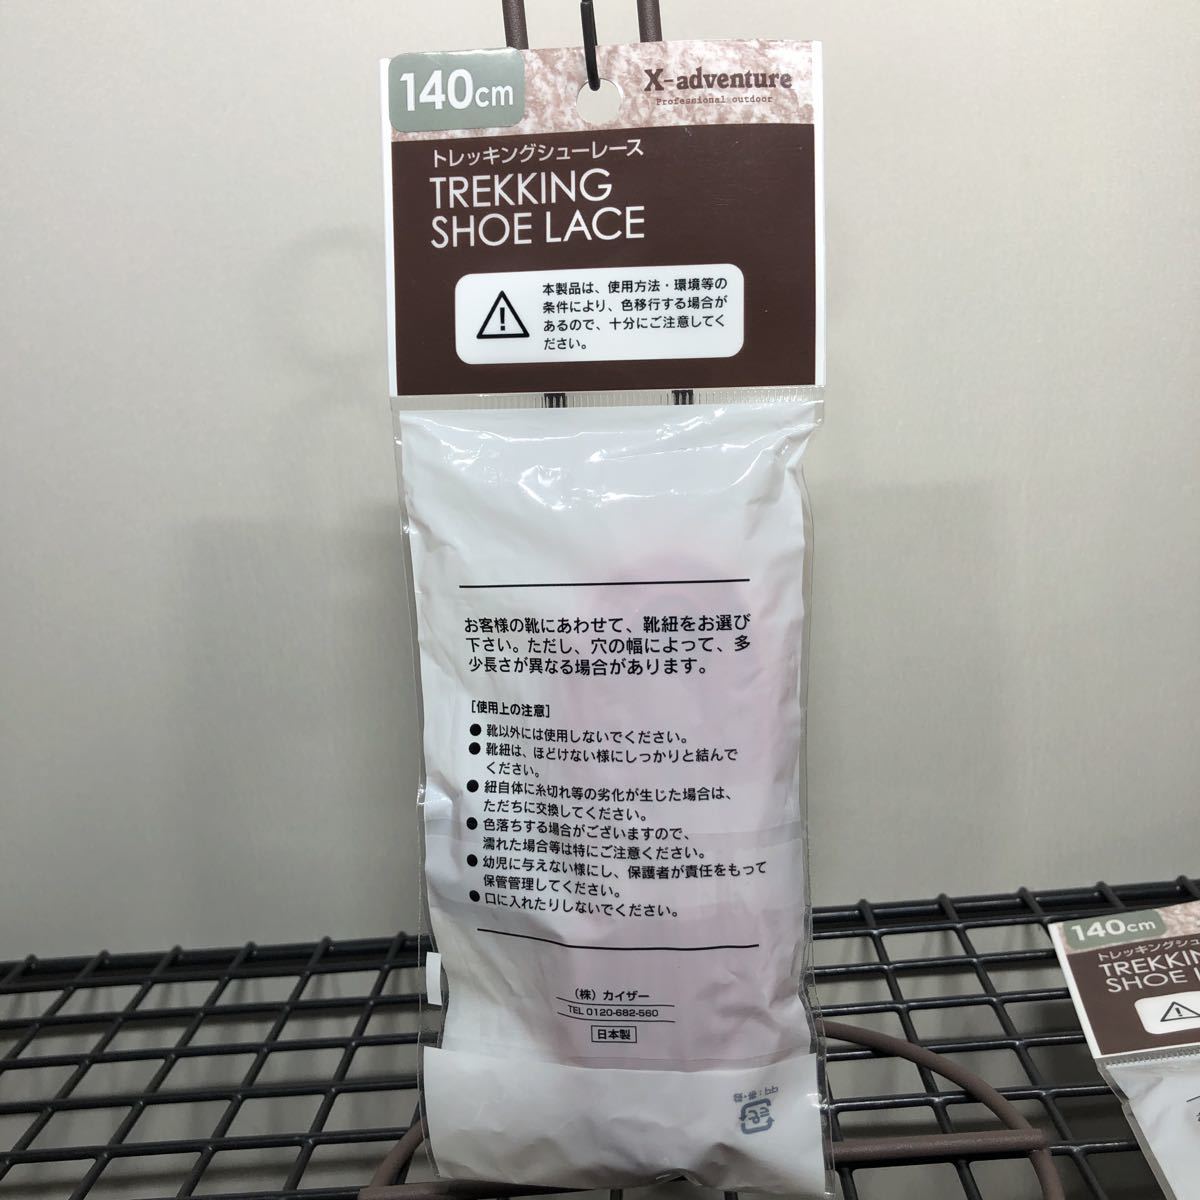 140cm
X-adventure
Professional outdoor
トレッキングシューレース
TREKKING
SHOE LACE
本製品は、使用方法・環境等の
条件により、色移行する場合が
あるので、十分にご注意してく
ださい。
お客様の靴にあわせて、靴紐をお選び
下さい。ただし、穴の幅によって、多
少長さが異なる場合があります。
[使用上の注意]
● 靴以外には使用しないでください。
● 靴紐は、ほどけない様にしっかりと結んで
ください。
● 紐自体に糸切れ等の劣化が生じた場合は、
ただちに交換してください。
● 色落ちする場合がございますので、
濡れた場合等は特にご注意ください。
● 幼児に与えない様にし、保護者が責任をもって
保管管理してください。
● 口に入れたりしないでください。
（株）カイザー
TEL 0120-682-560
日本製
袋・巻：PP
プラ
140cm
トレッキングシュー
TREKKIN
SHOE